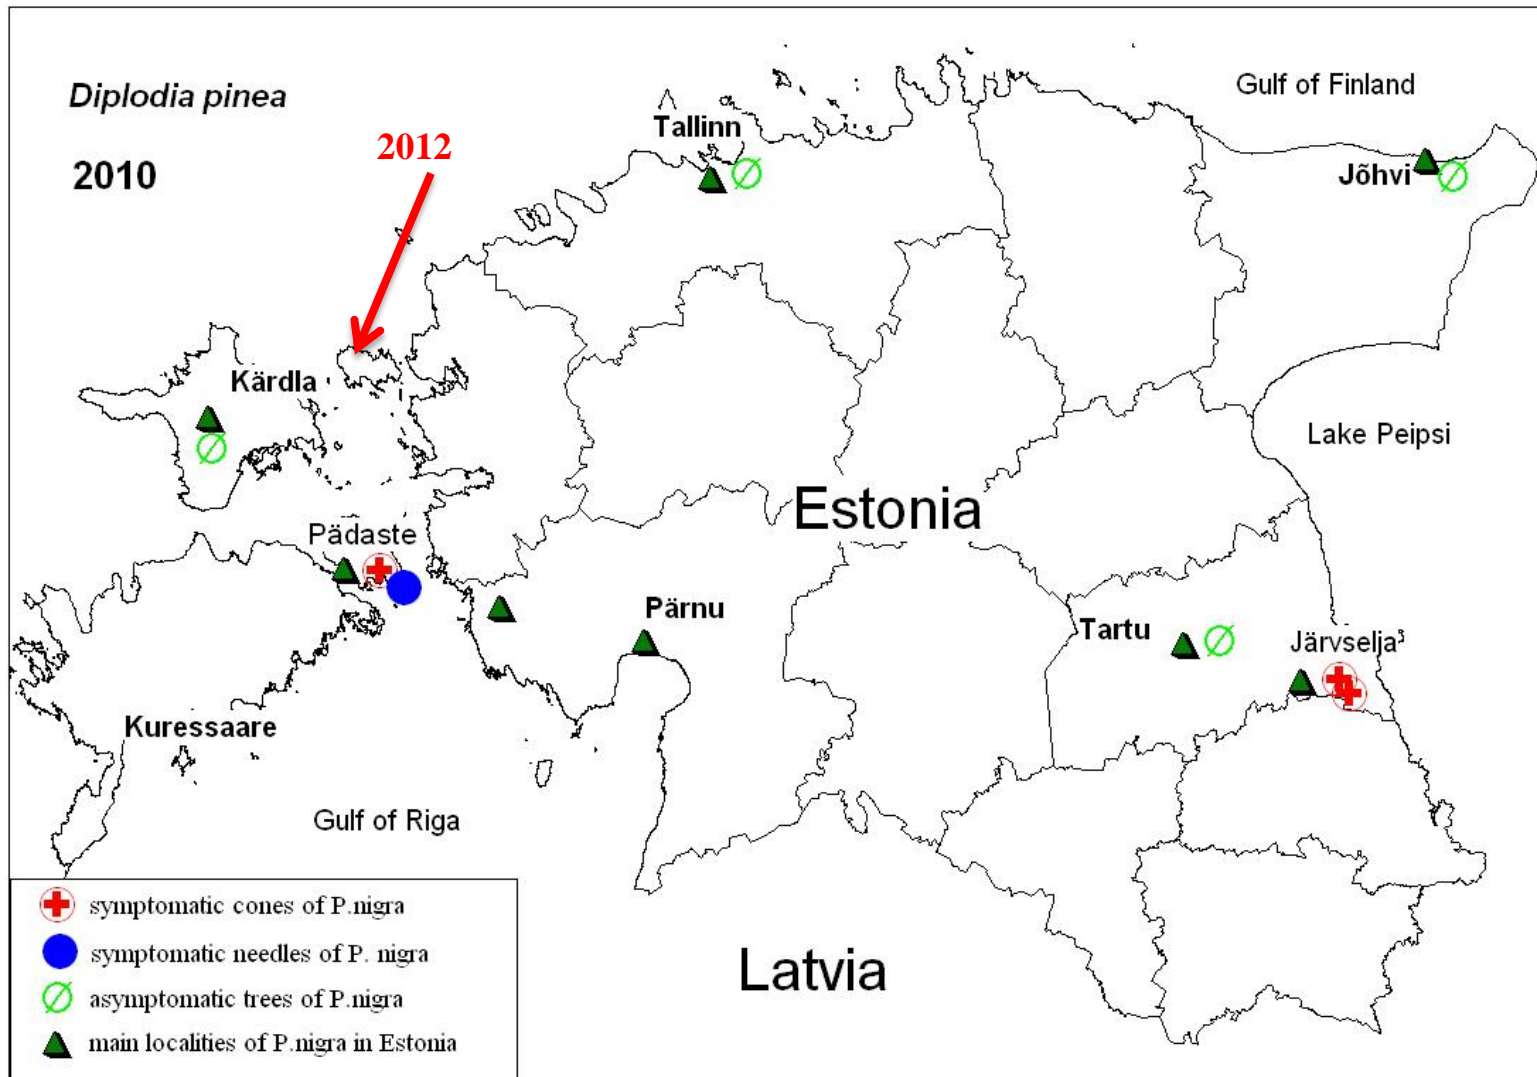 Diplodia pinea
2010
2012
Gulf of Finland
Tallinn
Jõhvi
Kärdla
Lake Peipsi
Estonia
Pädaste
Pärnu
Tartu
Järvselja
Kuressaare
Gulf of Riga
Latvia
symptomatic cones of P.nigra
symptomatic needles of P. nigra
asymptomatic trees of P.nigra
main localities of P.nigra in Estonia